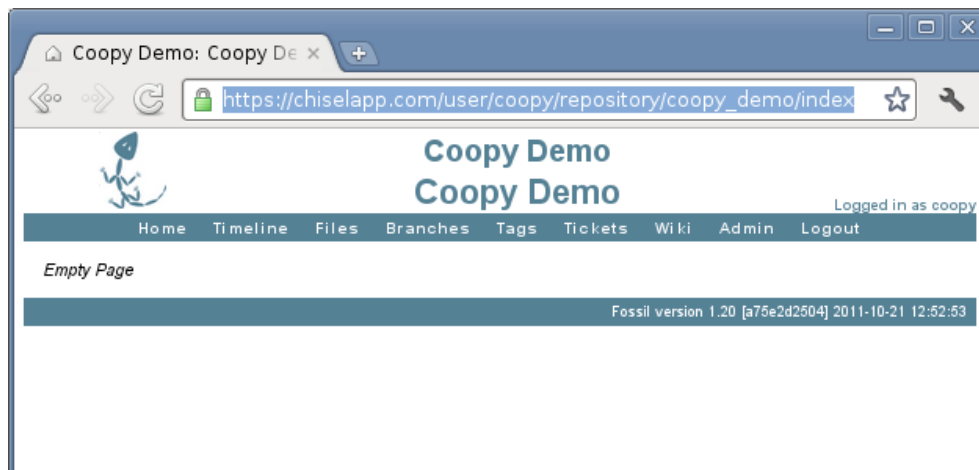 Coopy Demo: Coopy De
https://chiselapp.com/user/coopy/repository/coopy_demo/index
Coopy Demo
Coopy Demo
Logged in as coopy
Home Timeline Files Branches Tags Tickets Wiki Admin Logout
Empty Page
Fossil version 1.20 [a75e2d2504] 2011-10-21 12:52:53